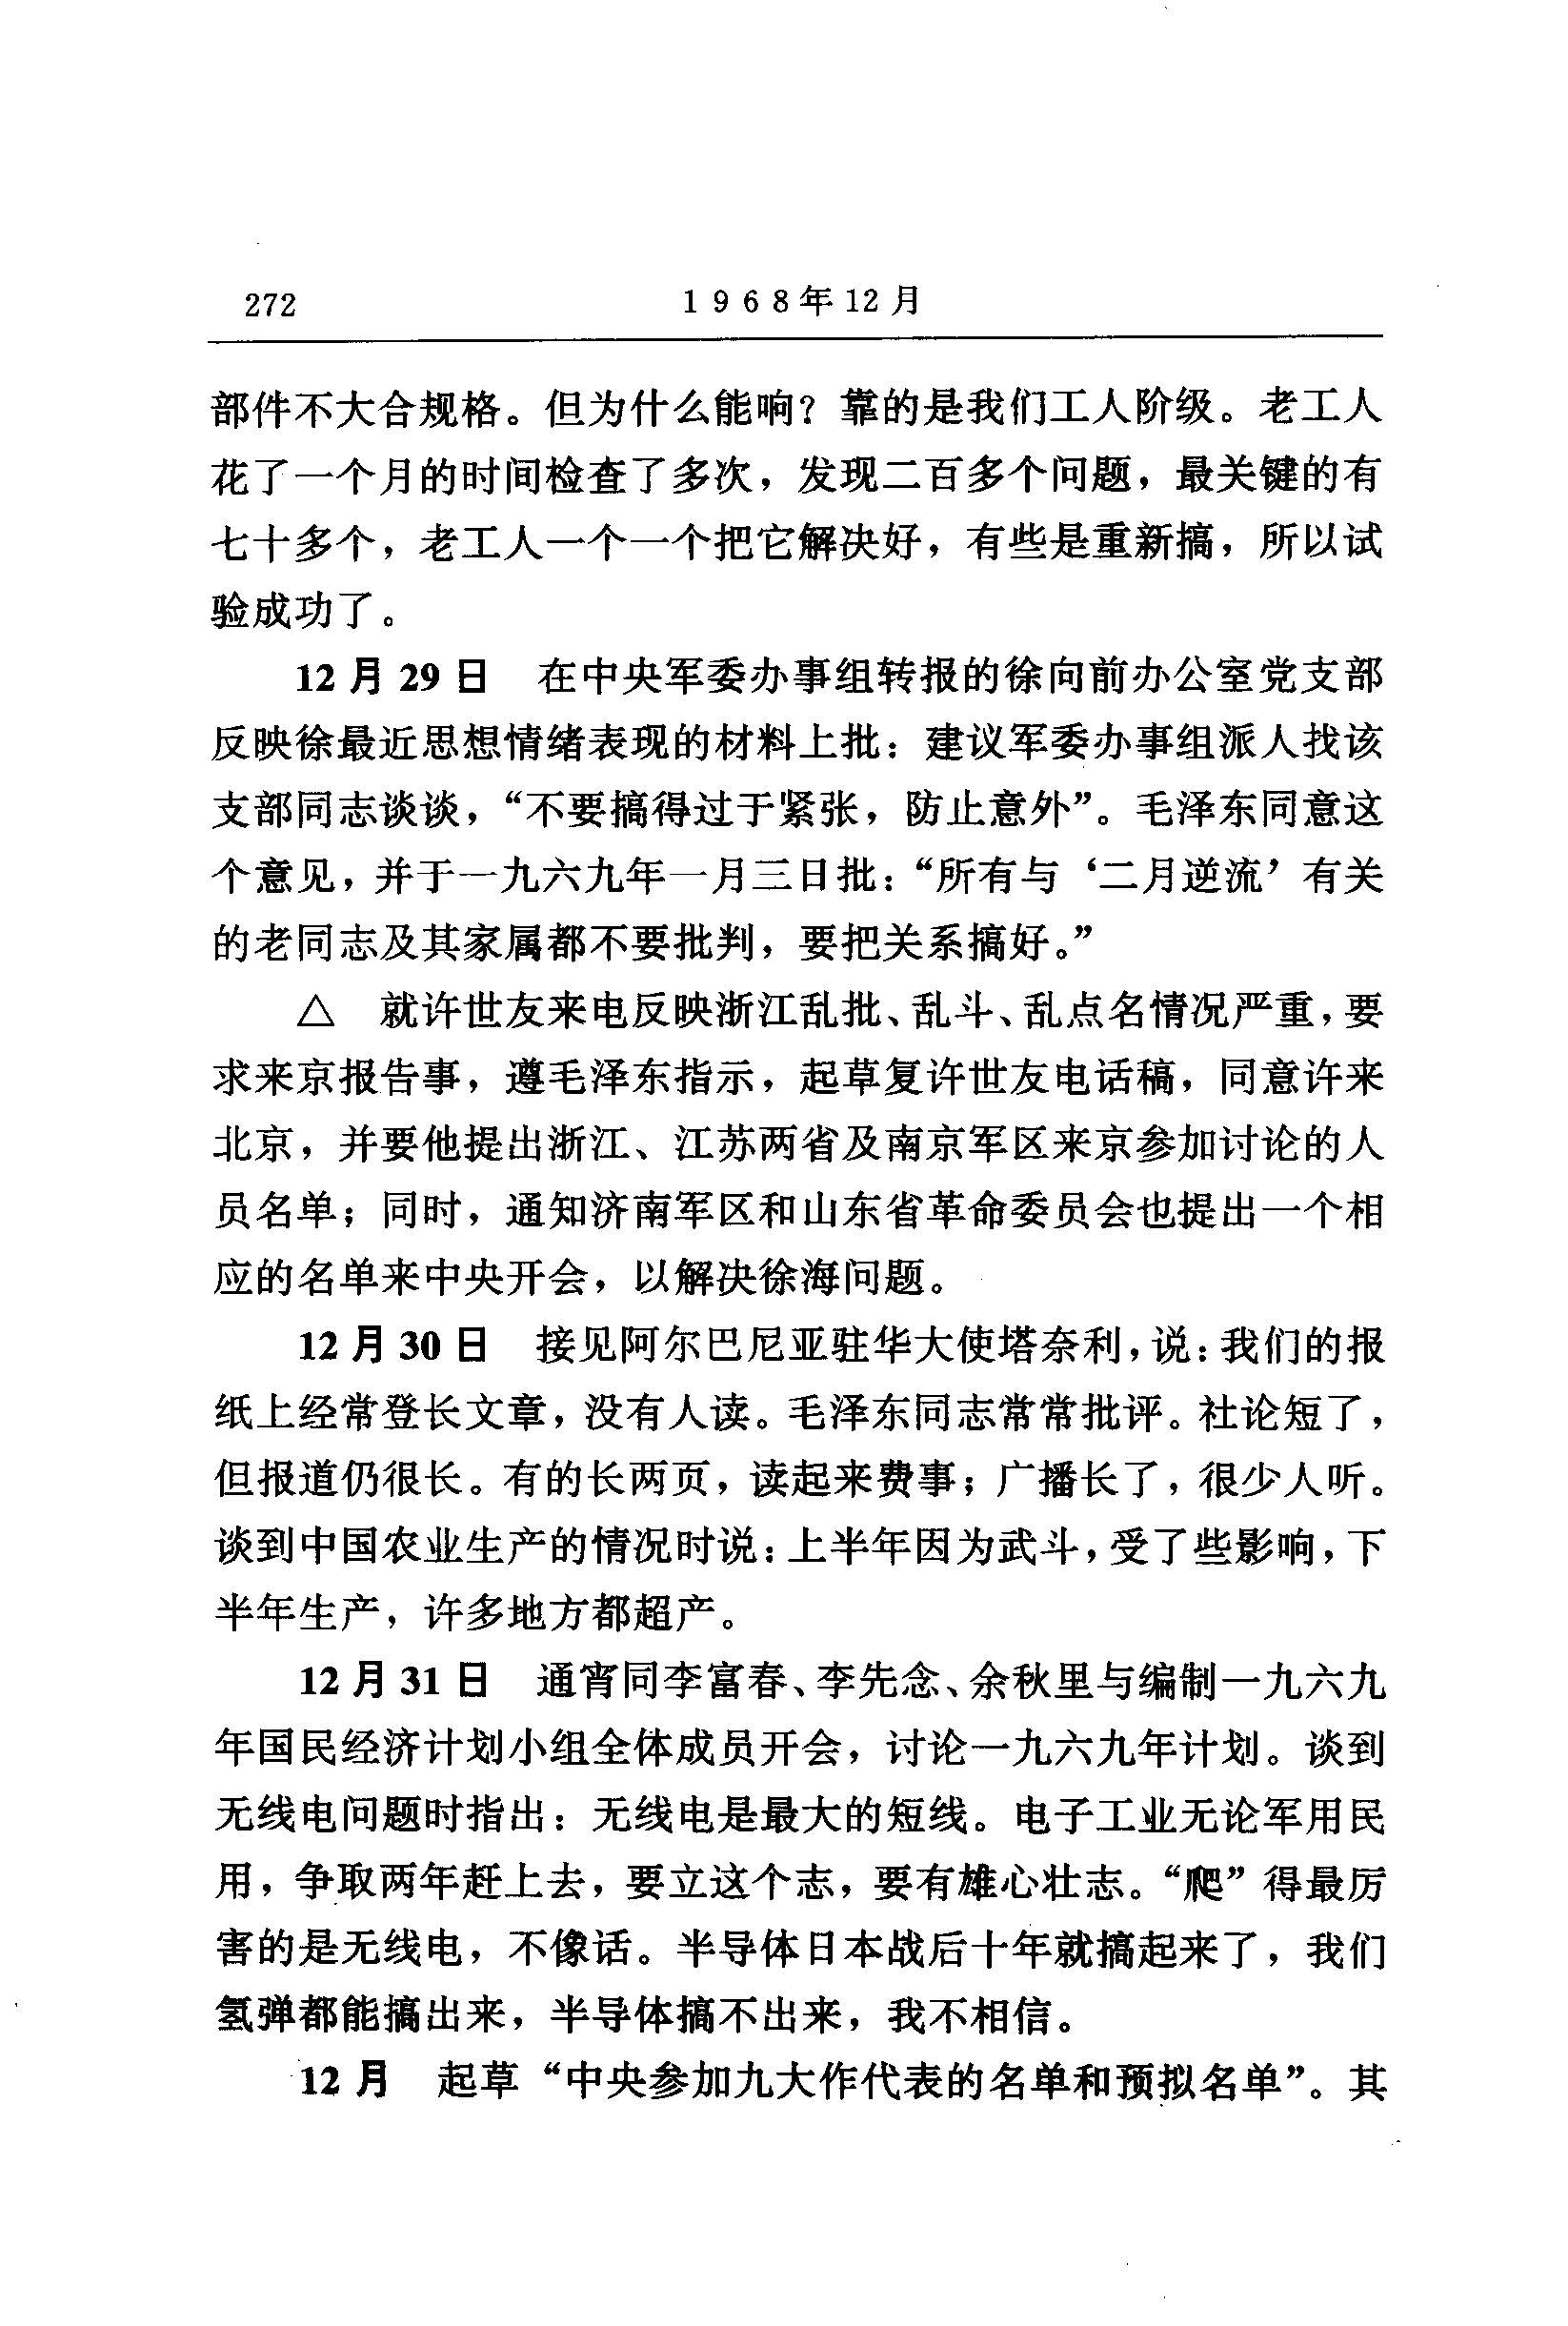 272 1968年12月
部件不大合规格。但为什么能响？靠的是我们工人阶级。老工人
花了一个月的时间检查了多次，发现二百多个问题，最关键的有
七十多个，老工人一个一个把它解决好，有些是重新搞，所以试
验成功了。
12月29日 在中央军委办事组转报的徐向前办公室党支部
反映徐最近思想情绪表现的材料上批：建议军委办事组派人找该
支部同志谈谈，“不要搞得过于紧张，防止意外”。毛泽东同意这
个意见，并于一九六九年一月三日批：“所有与‘二月逆流’有关
的老同志及其家属都不要批判，要把关系搞好。”
△ 就许世友来电反映浙江乱批、乱斗、乱点名情况严重，要
求来京报告事，遵毛泽东指示，起草复许世友电话稿，同意许来
北京，并要他提出浙江、江苏两省及南京军区来京参加讨论的人
员名单；同时，通知济南军区和山东省革命委员会也提出一个相
应的名单来中央开会，以解决徐海问题。
12月30日 接见阿尔巴尼亚驻华大使塔奈利，说：我们的报
纸上经常登长文章，没有人读。毛泽东同志常常批评。社论短了，
但报道仍很长。有的长两页，读起来费事；广播长了，很少人听。
谈到中国农业生产的情况时说：上半年因为武斗，受了些影响，下
半年生产，许多地方都超产。
12月31日 通宵同李富春、李先念、余秋里与编制一九六九
年国民经济计划小组全体成员开会，讨论一九六九年计划。谈到
无线电问题时指出：无线电是最大的短线。电子工业无论军用民
用，争取两年赶上去，要立这个志，要有雄心壮志。“爬”得最厉
害的是无线电，不像话。半导体日本战后十年就搞起来了，我们
氢弹都能搞出来，半导体搞不出来，我不相信。
12月 起草“中央参加九大作代表的名单和预拟名单”。其